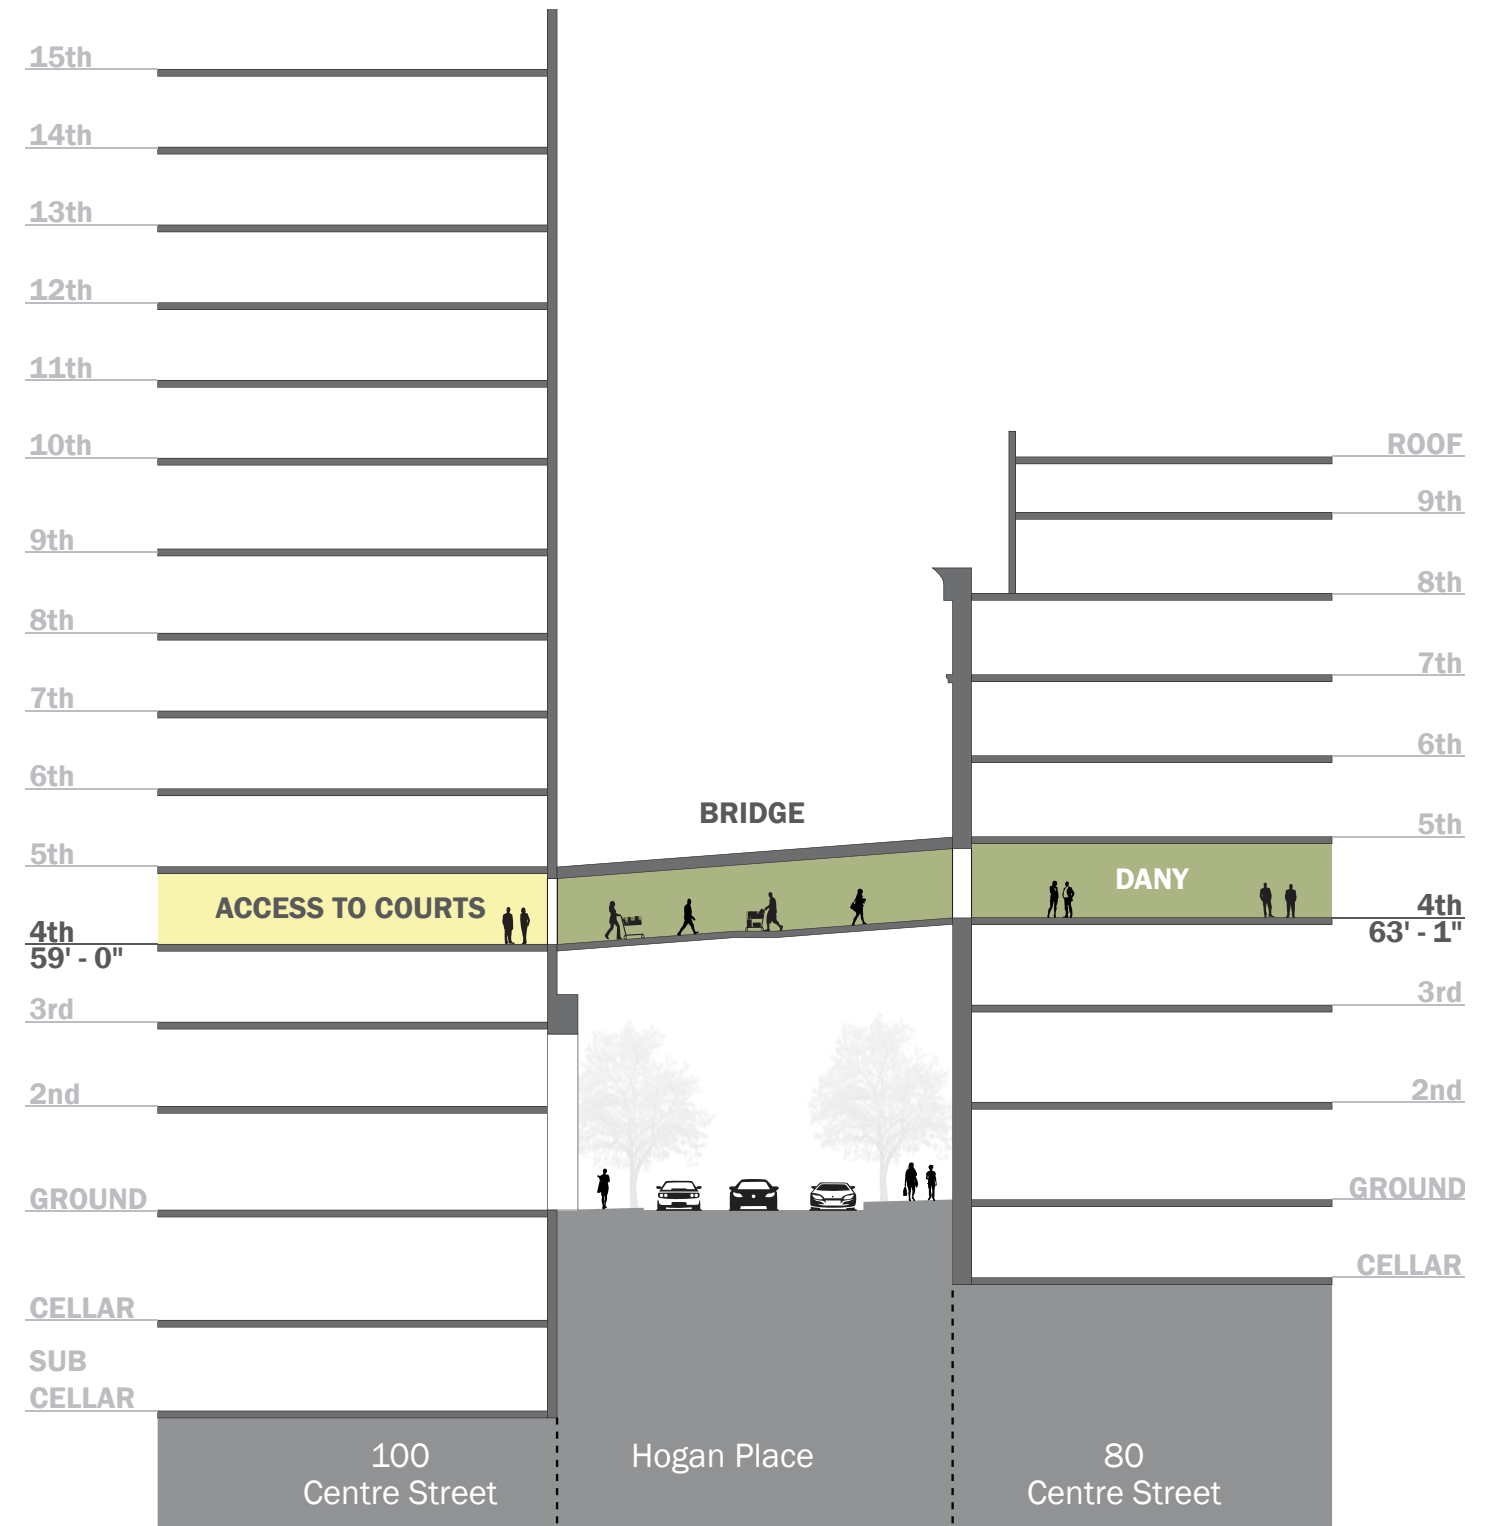 15th
14th
13th
12th
11th
10th
9th
8th
7th
6th
5th
4th
59' - 0"
3rd
2nd
GROUND
CELLAR
SUB
CELLAR
ACCESS TO COURTS
BRIDGE
DANY
ROOF
9th
8th
7th
6th
5th
4th
63' - 1"
3rd
2nd
GROUND
CELLAR
100
Centre Street
Hogan Place
80
Centre Street